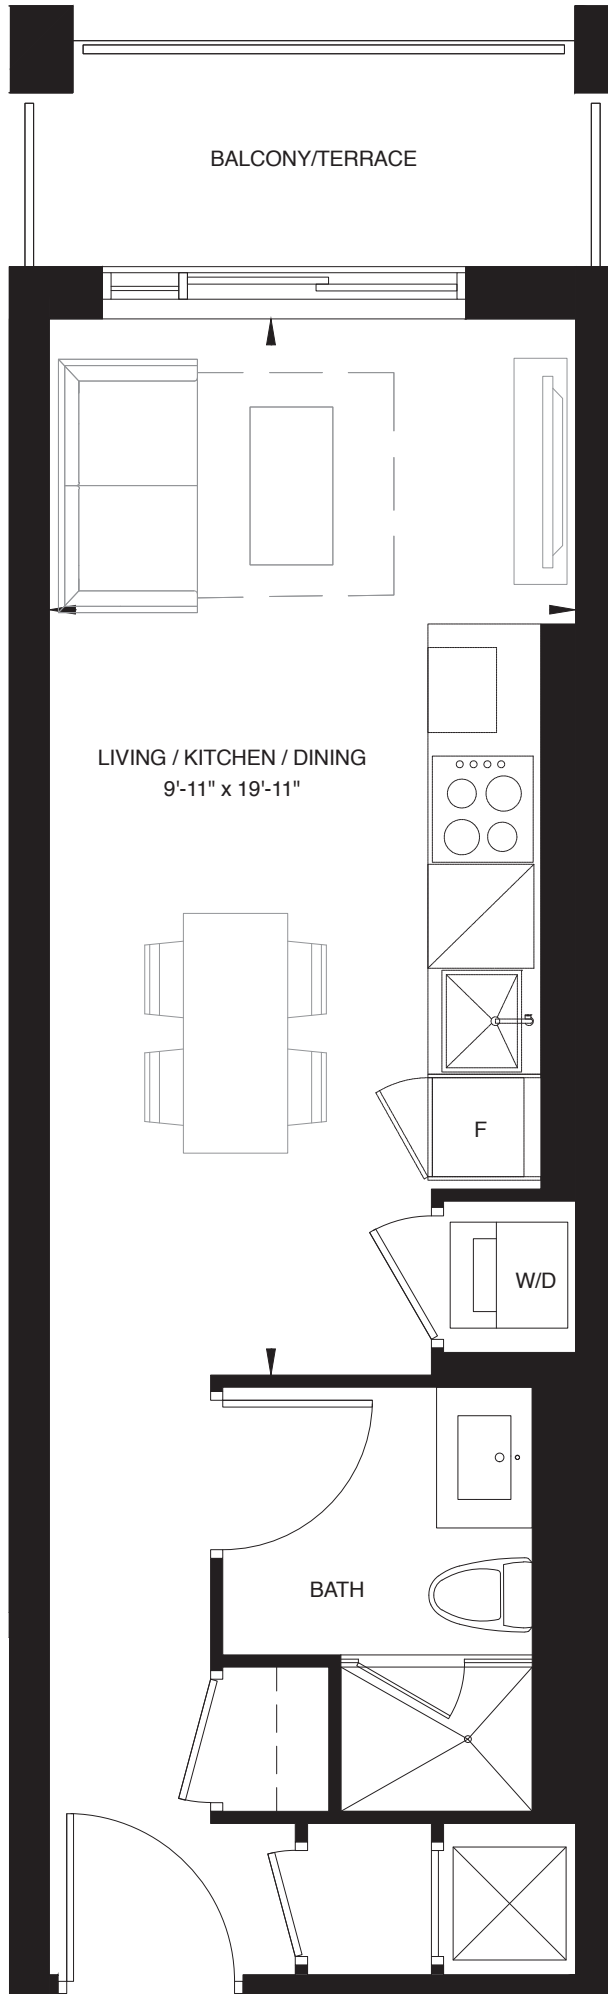 BALCONY/TERRACE
LIVING / KITCHEN / DINING
9'-11" x 19'-11"
F
W/D
BATH